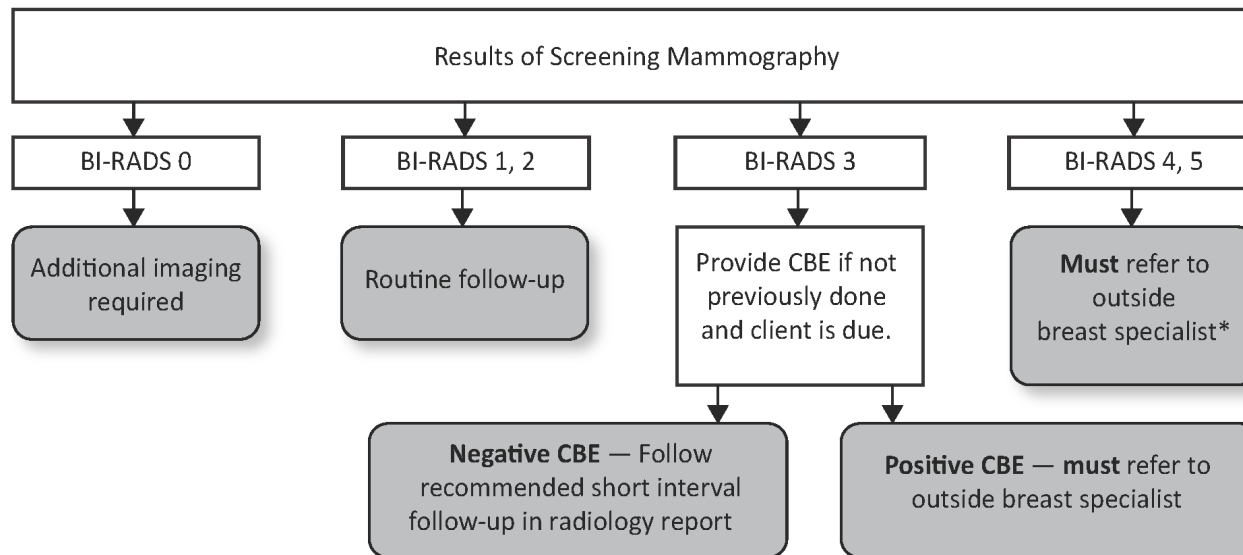 Results of Screening Mammography
BI-RADS 0
BI-RADS 1, 2
BI-RADS 3
BI-RADS 4, 5
Additional imaging
required
Routine follow-up
Provide CBE if not
previously done
and client is due.
Must refer to
outside
breast specialist*
Negative CBE — Follow
recommended short interval
follow-up in radiology report
Positive CBE — must refer to
outside breast specialist